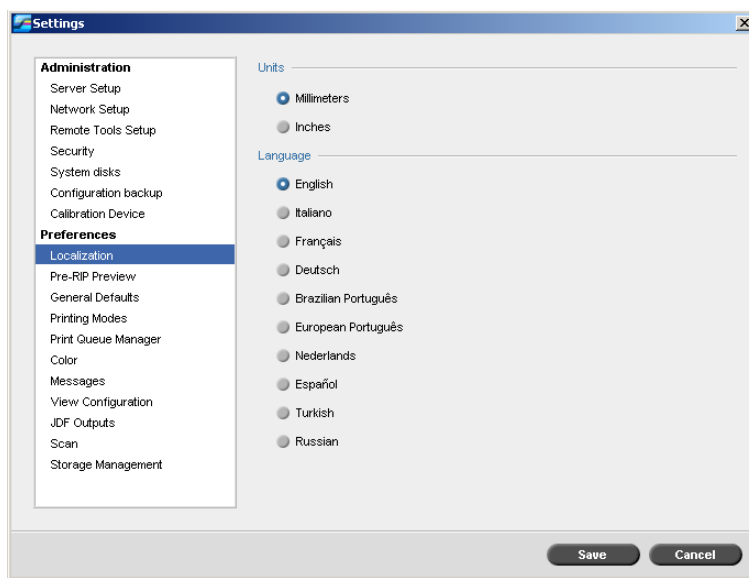 Settings
Administration
Server Setup
Network Setup
Remote Tools Setup
Security
System disks
Configuration backup
Calibration Device
Preferences
Localization
Pre-RIP Preview
General Defaults
Printing Modes
Print Queue Manager
Color
Messages
View Configuration
JDF Outputs
Scan
Storage Management
Units
Millimeters
Inches
Language
English
Italiano
Français
Deutsch
Brazilian Português
European Português
Nederlands
Español
Turkish
Russian
Save
Cancel